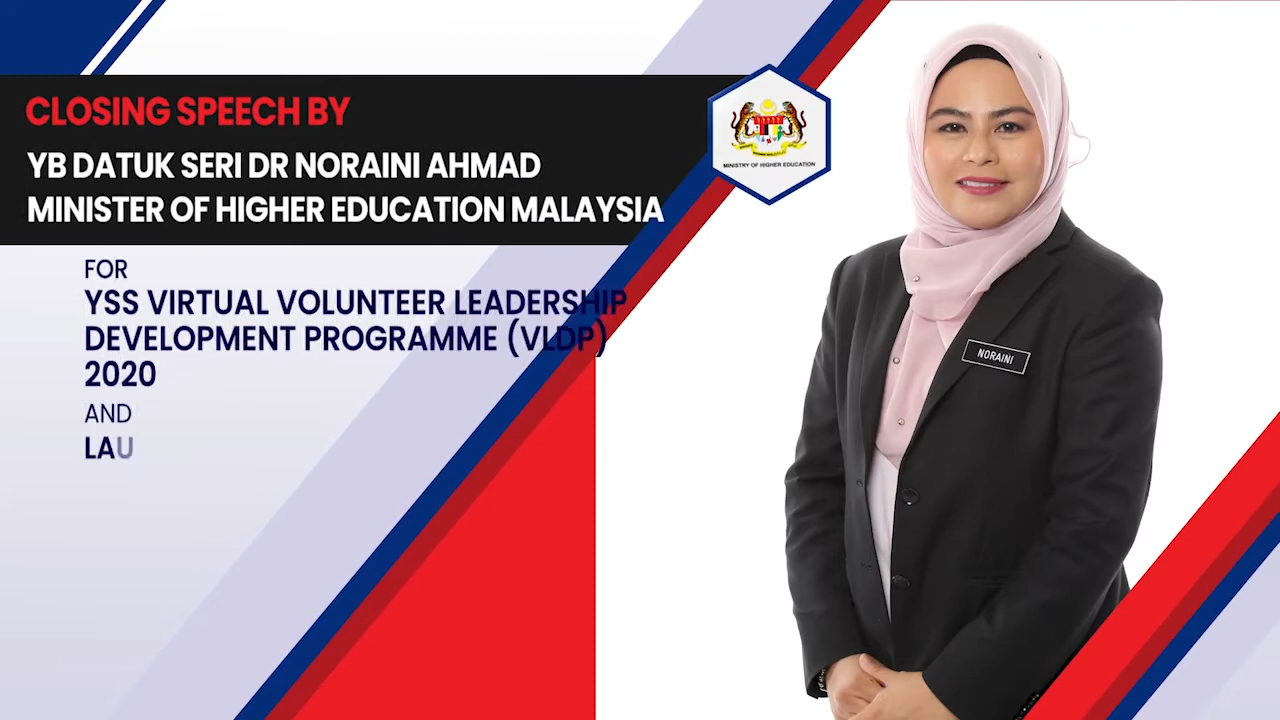 CLOSING SPEECH BY
YB DATUK SERI DR NORAINI AHMAD
MINISTER OF HIGHER EDUCATION MALAYSIA
MINISTRY OF HIGHER EDUCATION
FOR
YSS VIRTUAL VOLUNTEER LEADERSHIP
DEVELOPMENT PROGRAMME (VLDP)
2020
AND
LAU
NORAINI